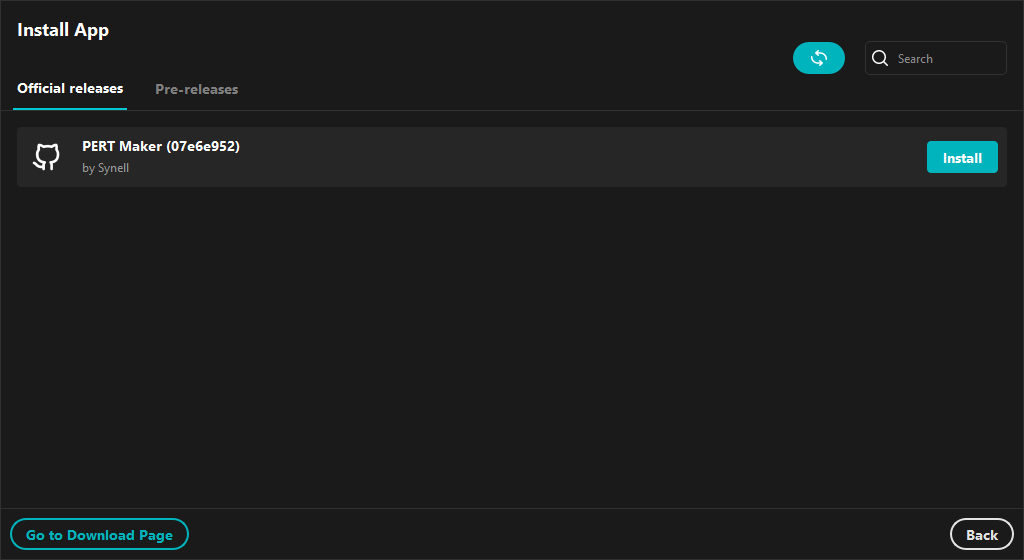 Install App
Search
Official releases
Pre-releases
PERT Maker (07e6e952)
by Synell
Install
Go to Download Page
Back